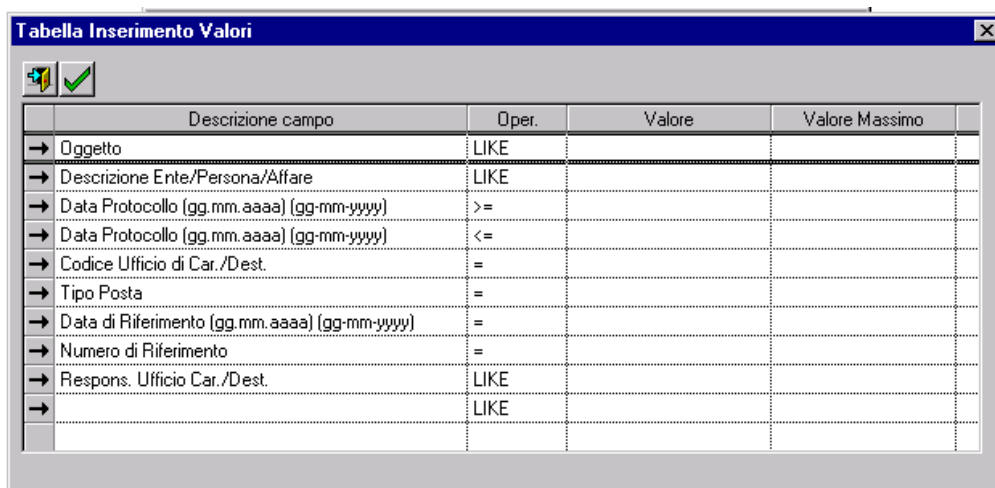 Tabella Inserimento Valori
Descrizione campo Oper. Valore Valore Massimo
Oggetto LIKE
Descrizione Ente/Persona/Affare LIKE
Data Protocollo (gg.mm.aaaa) (gg-mm-yyyy) >=
Data Protocollo (gg.mm.aaaa) (gg-mm-yyyy) <=
Codice Ufficio di Car./Dest. =
Tipo Posta =
Data di Riferimento (gg.mm.aaaa) (gg-mm-yyyy) =
Numero di Riferimento =
Respons. Ufficio Car./Dest. LIKE
LIKE